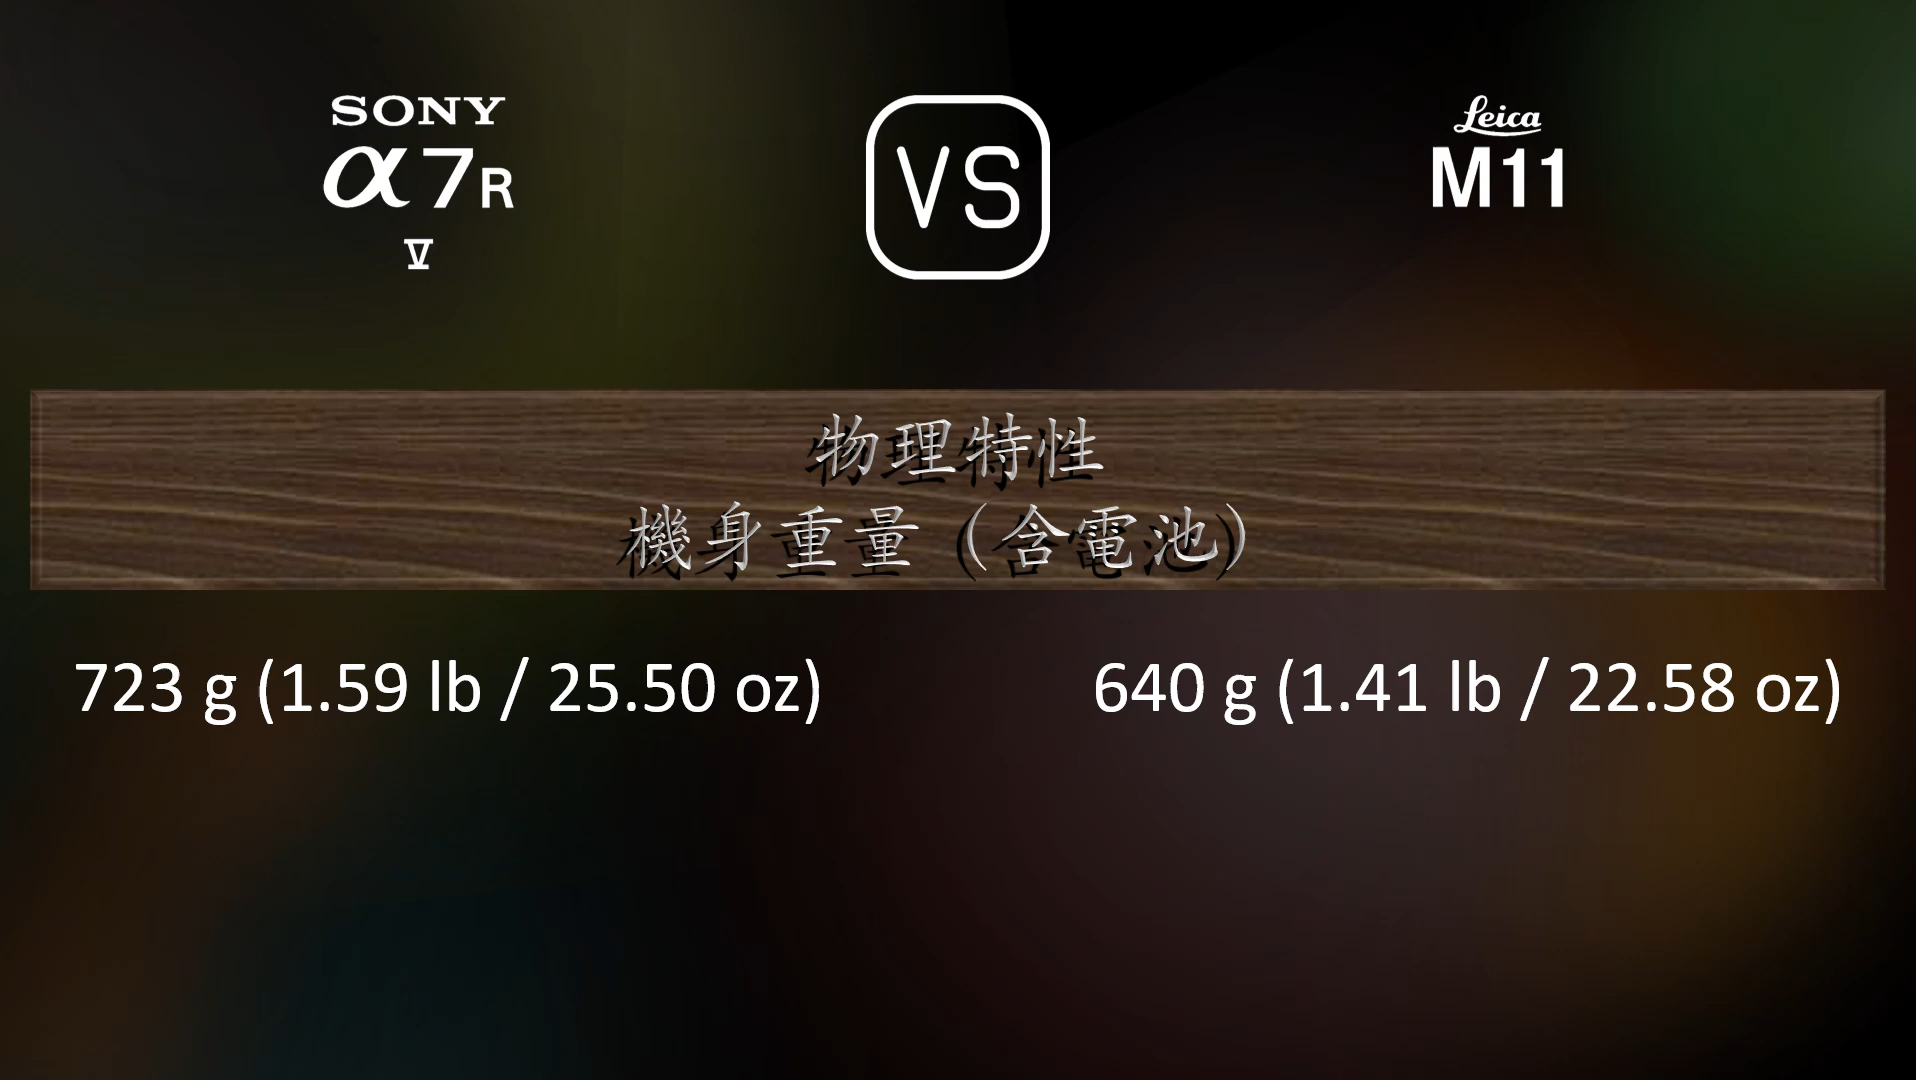 SONY
α7R
V
VS
Leica
M11
物理特性
機身重量（含電池）
723 g (1.59 lb / 25.50 oz)
640 g (1.41 lb / 22.58 oz)